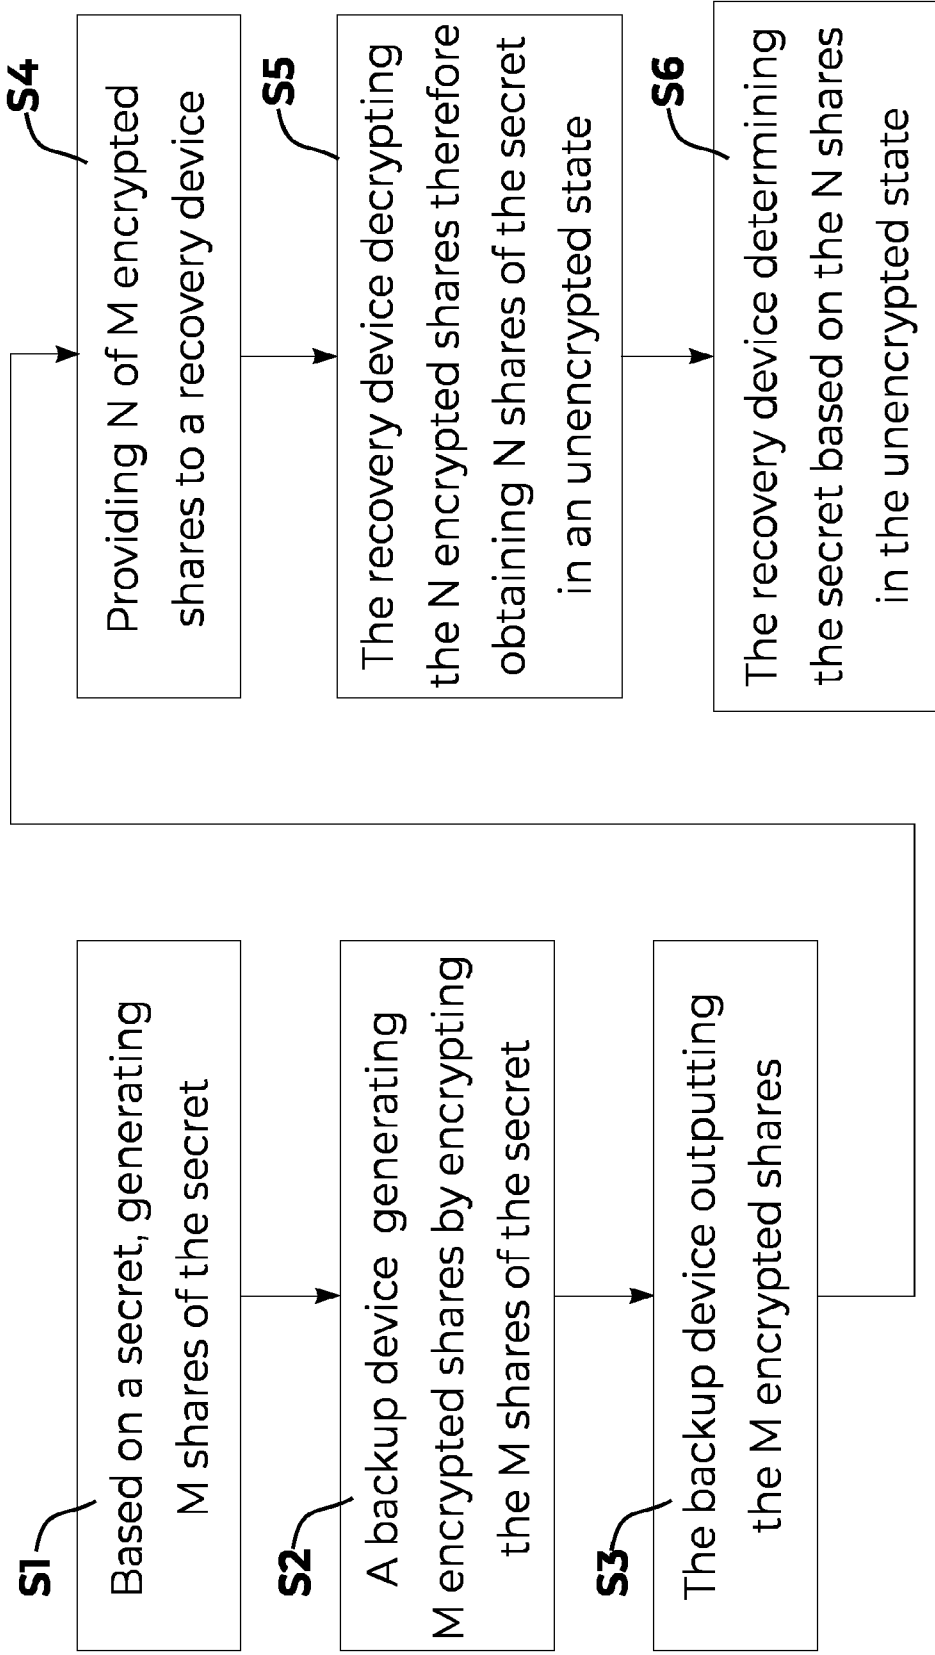 S1
Based on a secret, generating
M shares of the secret
S2
A backup device generating
M encrypted shares by encrypting
the M shares of the secret
S3
The backup device outputting
the M encrypted shares
S4
Providing N of M encrypted
shares to a recovery device
S5
The recovery device decrypting
the N encrypted shares therefore
obtaining N shares of the secret
in an unencrypted state
S6
The recovery device determining
the secret based on the N shares
in the unencrypted state